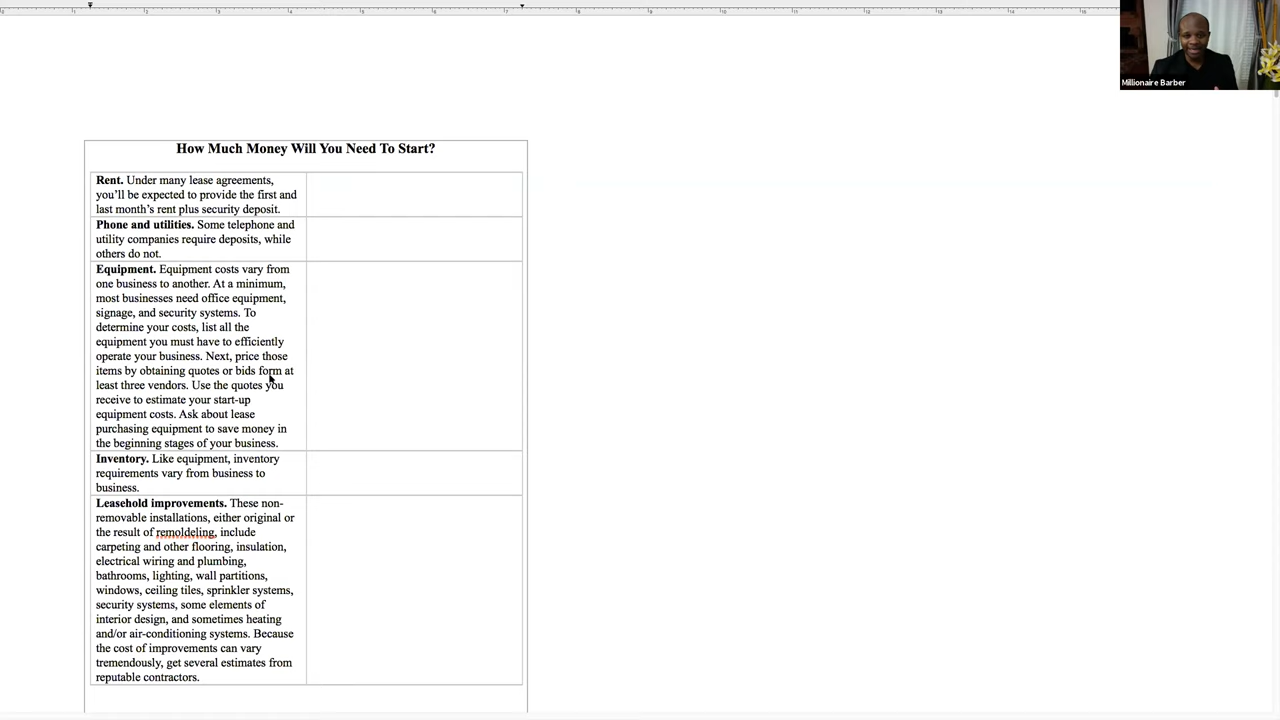 Millionaire Barber
How Much Money Will You Need To Start?
Rent. Under many lease agreements,
you’ll be expected to provide the first and
last month’s rent plus security deposit.
Phone and utilities. Some telephone and
utility companies require deposits, while
others do not.
Equipment. Equipment costs vary from
one business to another. At a minimum,
most businesses need office equipment,
signage, and security systems. To
determine your costs, list all the
equipment you must have to efficiently
operate your business. Next, price those
items by obtaining quotes or bids form at
least three vendors. Use the quotes you
receive to estimate your start-up
equipment costs. Ask about lease
purchasing equipment to save money in
the beginning stages of your business.
Inventory. Like equipment, inventory
requirements vary from business to
business.
Leasehold improvements. These non-
removable installations, either original or
the result of remoldeling, include
carpeting and other flooring, insulation,
electrical wiring and plumbing,
bathrooms, lighting, wall partitions,
windows, ceiling tiles, sprinkler systems,
security systems, some elements of
interior design, and sometimes heating
and/or air-conditioning systems. Because
the cost of improvements can vary
tremendously, get several estimates from
reputable contractors.